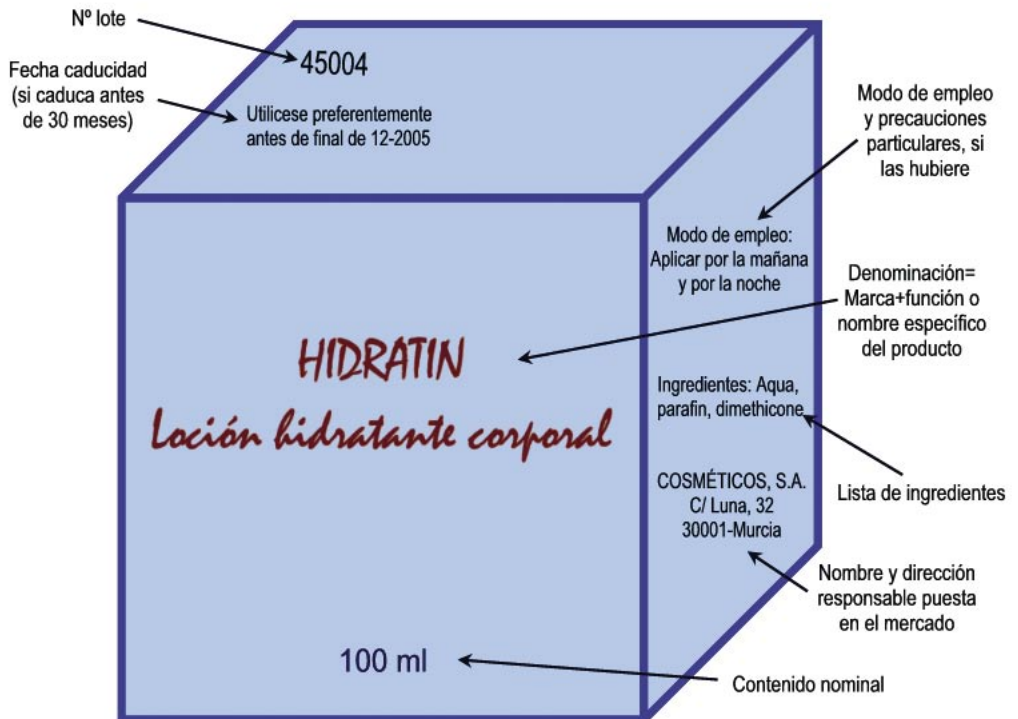 Nº lote
45004
Fecha caducidad
(si caduca antes
de 30 meses)
Utilicese preferentemente
antes de final de 12-2005
Modo de empleo
y precauciones
particulares, si
las hubiere
Modo de empleo:
Aplicar por la mañana
y por la noche
Denominación=
Marca+función o
nombre específico
del producto
HIDRATIN
Loción hidratante corporal
Ingredientes: Aqua,
parafin, dimethicone
Lista de ingredientes
COSMÉTICOS, S.A.
C/ Luna, 32
30001-Murcia
Nombre y dirección
responsable puesta
en el mercado
100 ml
Contenido nominal